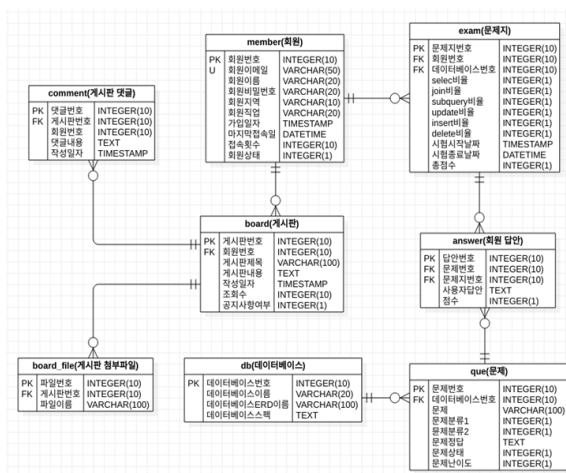 member(회원)
PK 회원번호 INTEGER(10)
U 회원이메일 VARCHAR(50)
회원이름 VARCHAR(20)
회원비밀번호 VARCHAR(20)
회원지역 VARCHAR(10)
회원직업 VARCHAR(20)
가입일자 TIMESTAMP
마지막접속일 DATETIME
접속횟수 INTEGER(10)
회원상태 INTEGER(1)
exam(문제지)
PK 문제지번호 INTEGER(10)
FK 회원번호 INTEGER(10)
FK 데이터베이스번호 INTEGER(10)
selec비율 INTEGER(1)
join비율 INTEGER(1)
subquery비율 INTEGER(1)
update비율 INTEGER(1)
insert비율 INTEGER(1)
delete비율 INTEGER(1)
시험시작날짜 TIMESTAMP
시험종료날짜 DATETIME
총점수 INTEGER(1)
comment(게시판 댓글)
PK 댓글번호 INTEGER(10)
FK 게시판번호 INTEGER(10)
회원번호 INTEGER(10)
댓글내용 TEXT
작성일자 TIMESTAMP
board(게시판)
PK 게시판번호 INTEGER(10)
FK 회원번호 INTEGER(10)
게시판제목 VARCHAR(100)
게시판내용 TEXT
작성일자 TIMESTAMP
조회수 INTEGER(10)
공지사항여부 INTEGER(1)
answer(회원 답안)
PK 답안번호 INTEGER(10)
FK 문제번호 INTEGER(10)
FK 문제지번호 INTEGER(10)
사용자답안 TEXT
점수 INTEGER(1)
board_file(게시판 첨부파일)
PK 파일번호 INTEGER(10)
FK 게시판번호 INTEGER(10)
파일이름 VARCHAR(100)
db(데이터베이스)
PK 데이터베이스번호 INTEGER(10)
데이터베이스이름 VARCHAR(20)
데이터베이스ERD이름 VARCHAR(100)
데이터베이스스펙 TEXT
que(문제)
PK 문제번호 INTEGER(10)
FK 데이터베이스번호 INTEGER(10)
문제 VARCHAR(100)
문제분류1 INTEGER(1)
문제분류2 INTEGER(1)
문제정답 TEXT
문제상태 INTEGER(1)
문제난이도 INTEGER(1)